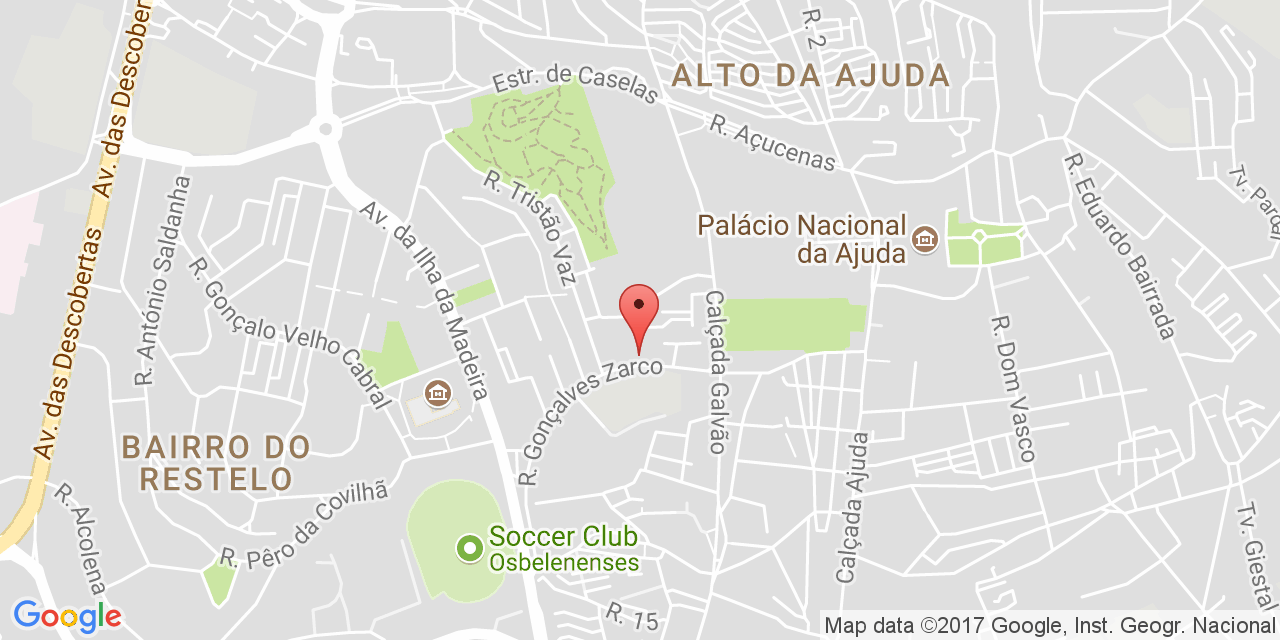 Av. das Descober
R. 2
Estr. de Caselas
ALTO DA AJUDA
R. Açucenas
R. Eduardo Bairrada
R. Tristão Vaz
R. António Saldanha
Av. da Ilha da Madeira
Palácio Nacional
da Ajuda
Av. das Descobertas
R. Gonçalo Velho Cabral
Calçada Galvão
R. Dom Vasco
R. Gonçalves Zarco
BAIRRO DO
RESTELO
Calçada Ajuda
R. Alcolena
R. Pêro da Covilhã
Soccer Club
Osbelenenses
Tv. Giestal
R. 15
Google
Map data ©2017 Google, Inst. Geogr. Nacional